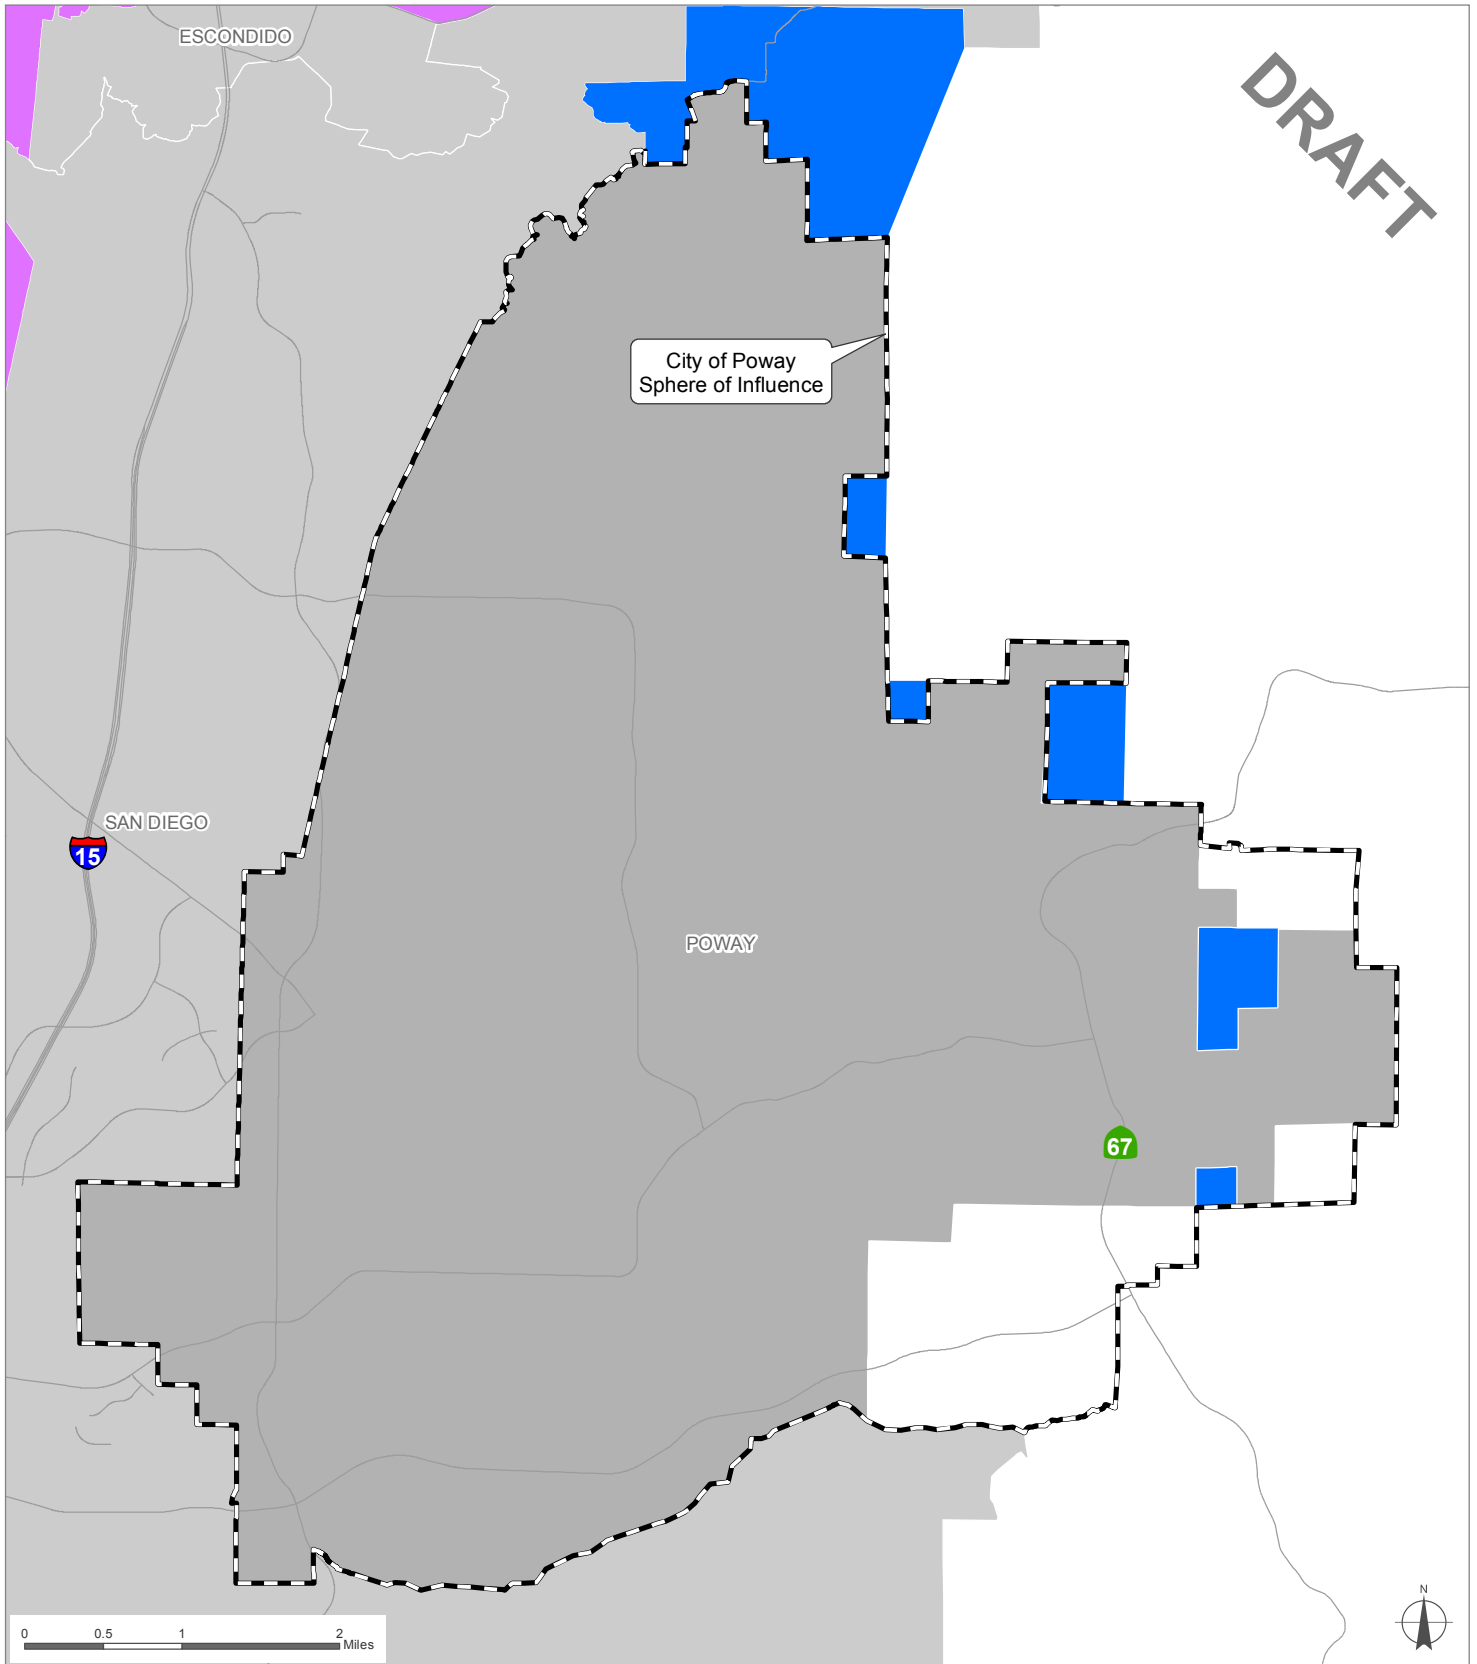 ESCONDIDO
DRAFT
City of Poway
Sphere of Influence
SAN DIEGO
15
POWAY
67
N
0 0.5 1 2
Miles